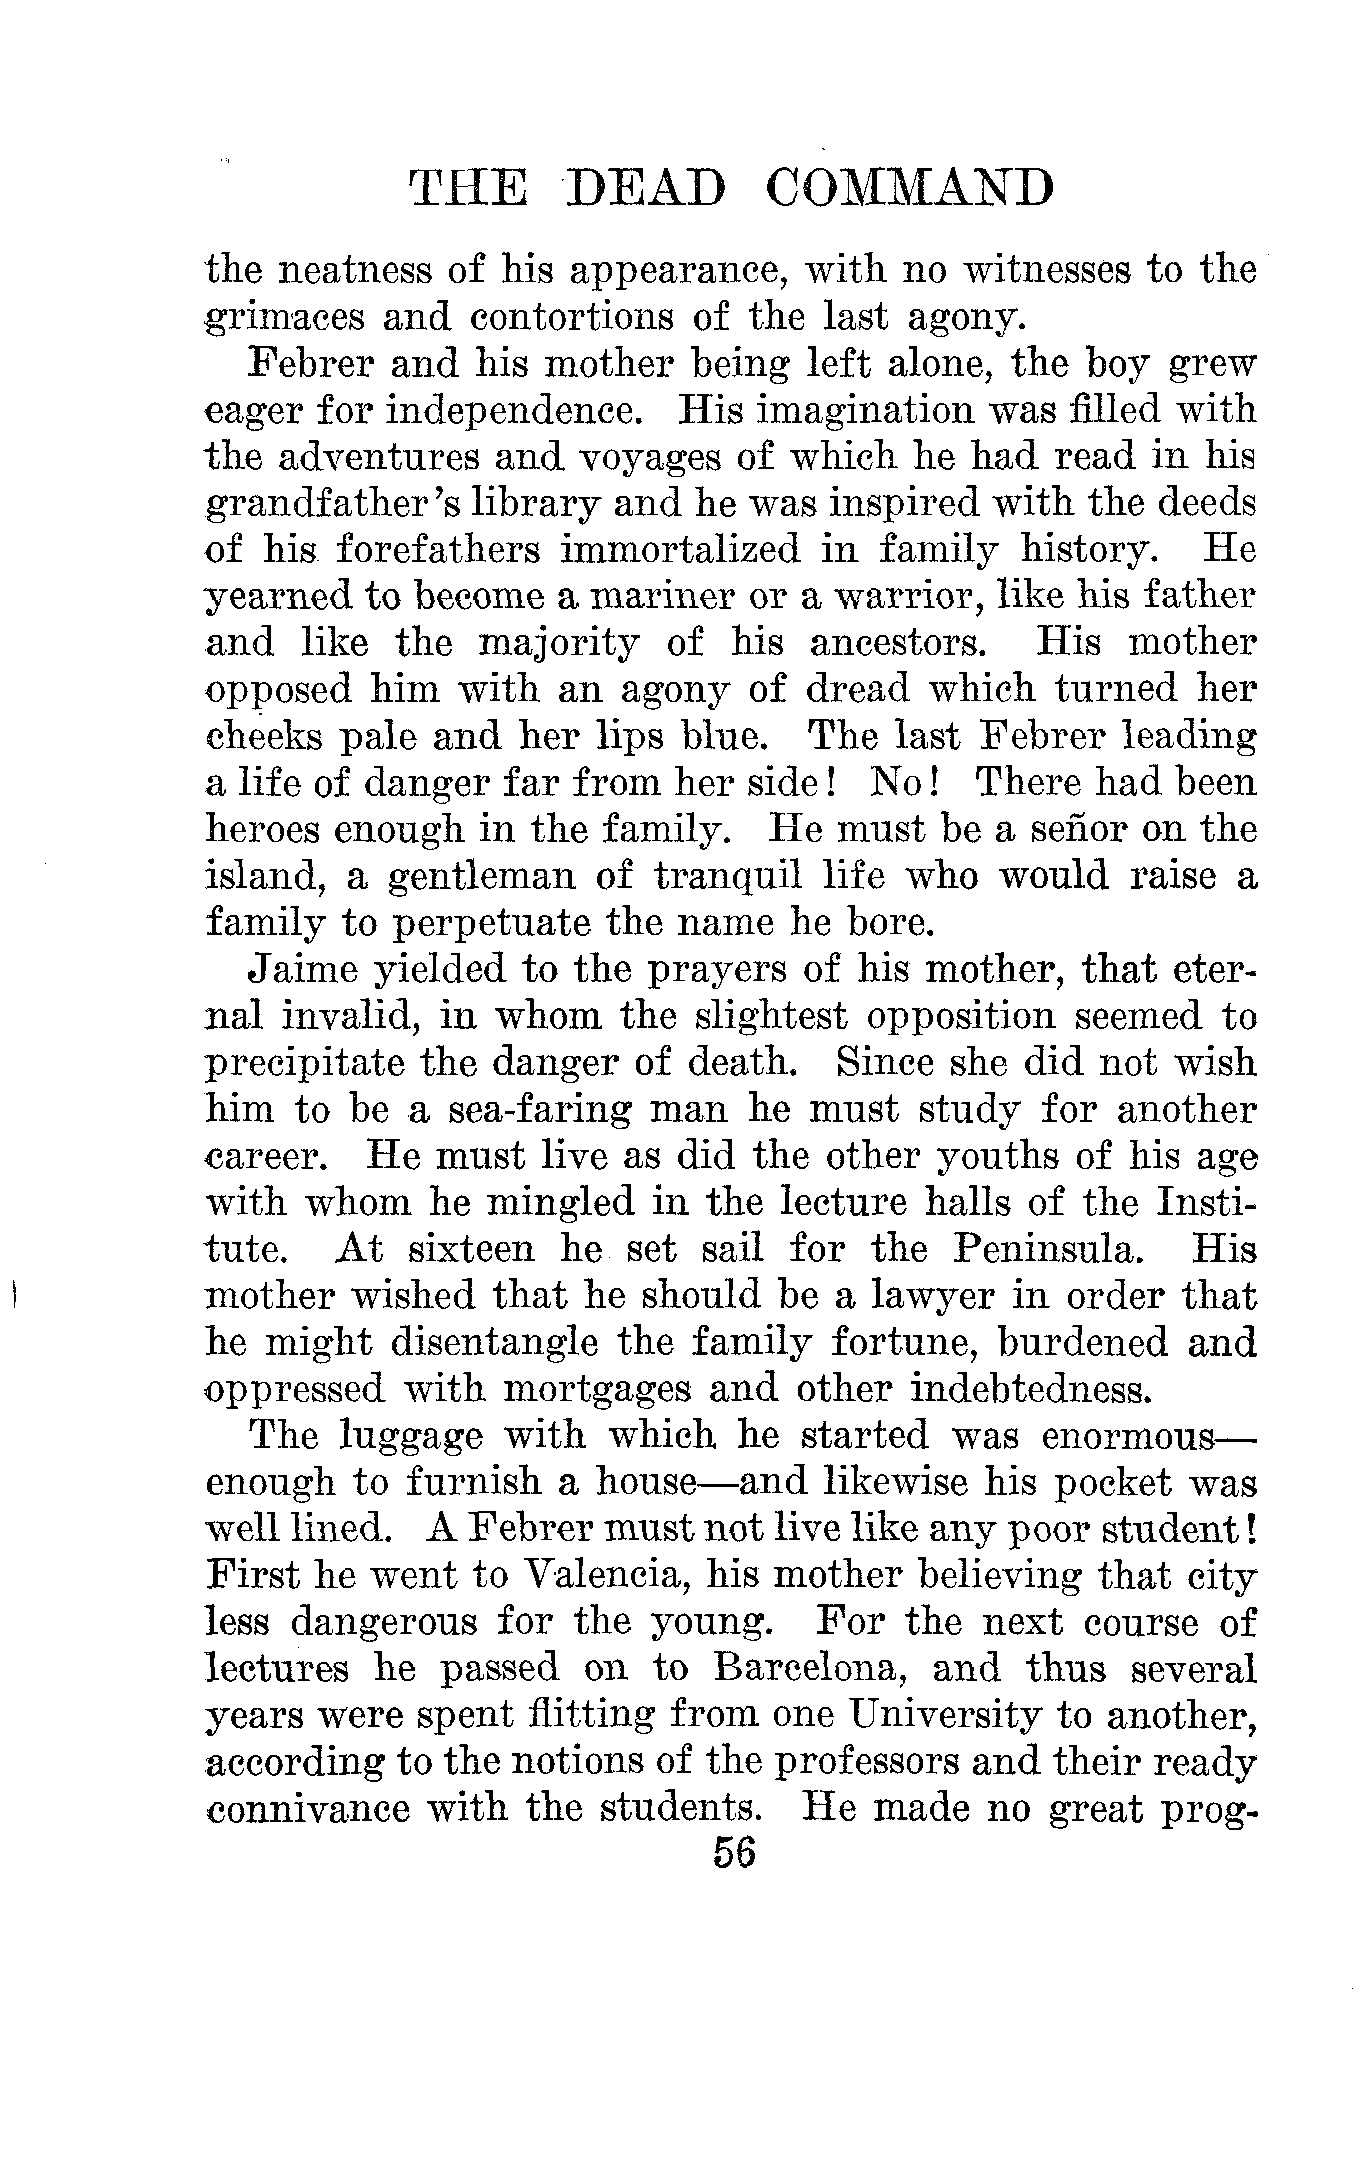 THE DEAD COMMAND
the neatness of his appearance, with no witnesses to the
grimaces and contortions of the last agony.
Febrer and his mother being left alone, the boy grew
eager for independence. His imagination was filled with
the adventures and voyages of which he had read in his
grandfather's library and he was inspired with the deeds
of his forefathers immortalized in family history. He
yearned to become a mariner or a warrior, like his father
and like the majority of his ancestors. His mother
opposed him with an agony of dread which turned her
cheeks pale and her lips blue. The last Febrer leading
a life of danger far from her side! No! There had been
heroes enough in the family. He must be a señor on the
island, a gentleman of tranquil life who would raise a
family to perpetuate the name he bore.
Jaime yielded to the prayers of his mother, that eter-
nal invalid, in whom the slightest opposition seemed to
precipitate the danger of death. Since she did not wish
him to be a sea-faring man he must study for another
career. He must live as did the other youths of his age
with whom he mingled in the lecture halls of the Insti-
tute. At sixteen he set sail for the Peninsula. His
mother wished that he should be a lawyer in order that
he might disentangle the family fortune, burdened and
oppressed with mortgages and other indebtedness.
The luggage with which he started was enormous—
enough to furnish a house—and likewise his pocket was
well lined. A Febrer must not live like any poor student!
First he went to Valencia, his mother believing that city
less dangerous for the young. For the next course of
lectures he passed on to Barcelona, and thus several
years were spent flitting from one University to another,
according to the notions of the professors and their ready
connivance with the students. He made no great prog-
56